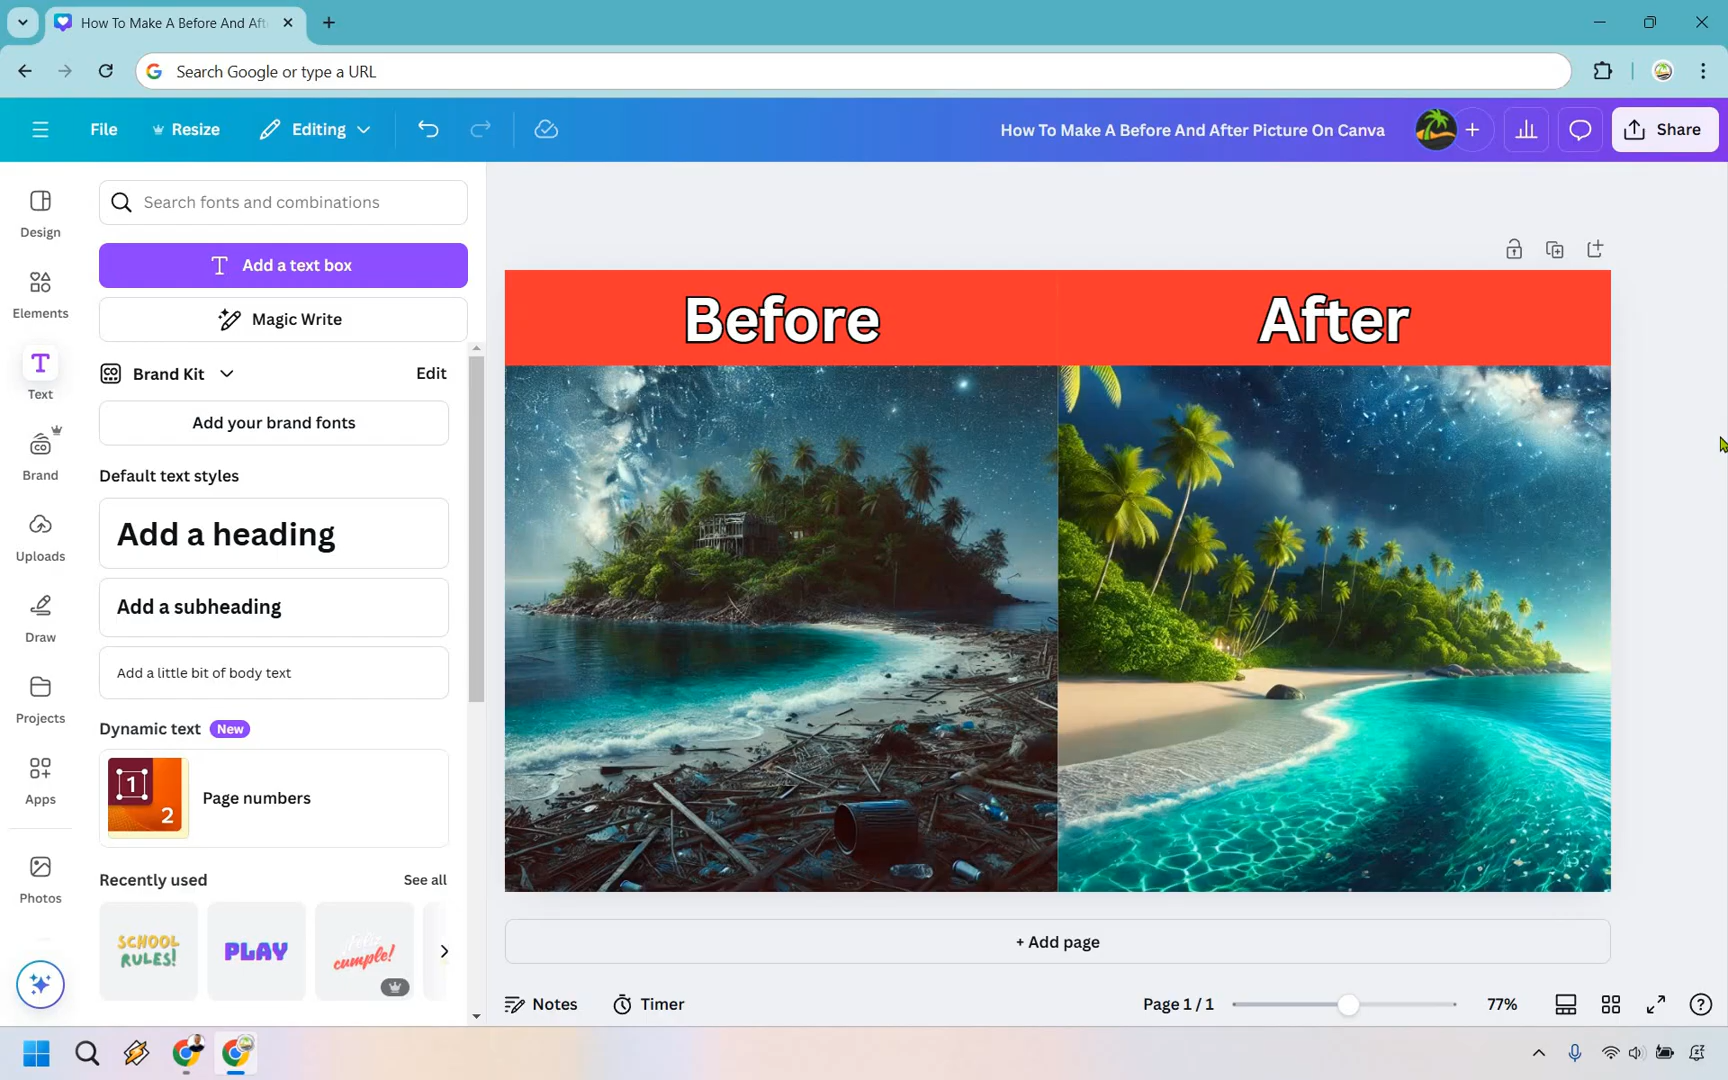 How To Make A Before And Aft
Search Google or type a URL
File
Resize
Editing
How To Make A Before And After Picture On Canva
Share
Design
Elements
Text
Brand
Uploads
Draw
Projects
Apps
Photos
Search fonts and combinations
Add a text box
Magic Write
Brand Kit
Edit
Add your brand fonts
Default text styles
Add a heading
Add a subheading
Add a little bit of body text
Dynamic text New
1
2
Page numbers
Recently used
See all
SCHOOL
RULES!
PLAY
¡Feliz
cumple!
Before
After
+ Add page
Notes
Timer
Page 1 / 1
77%